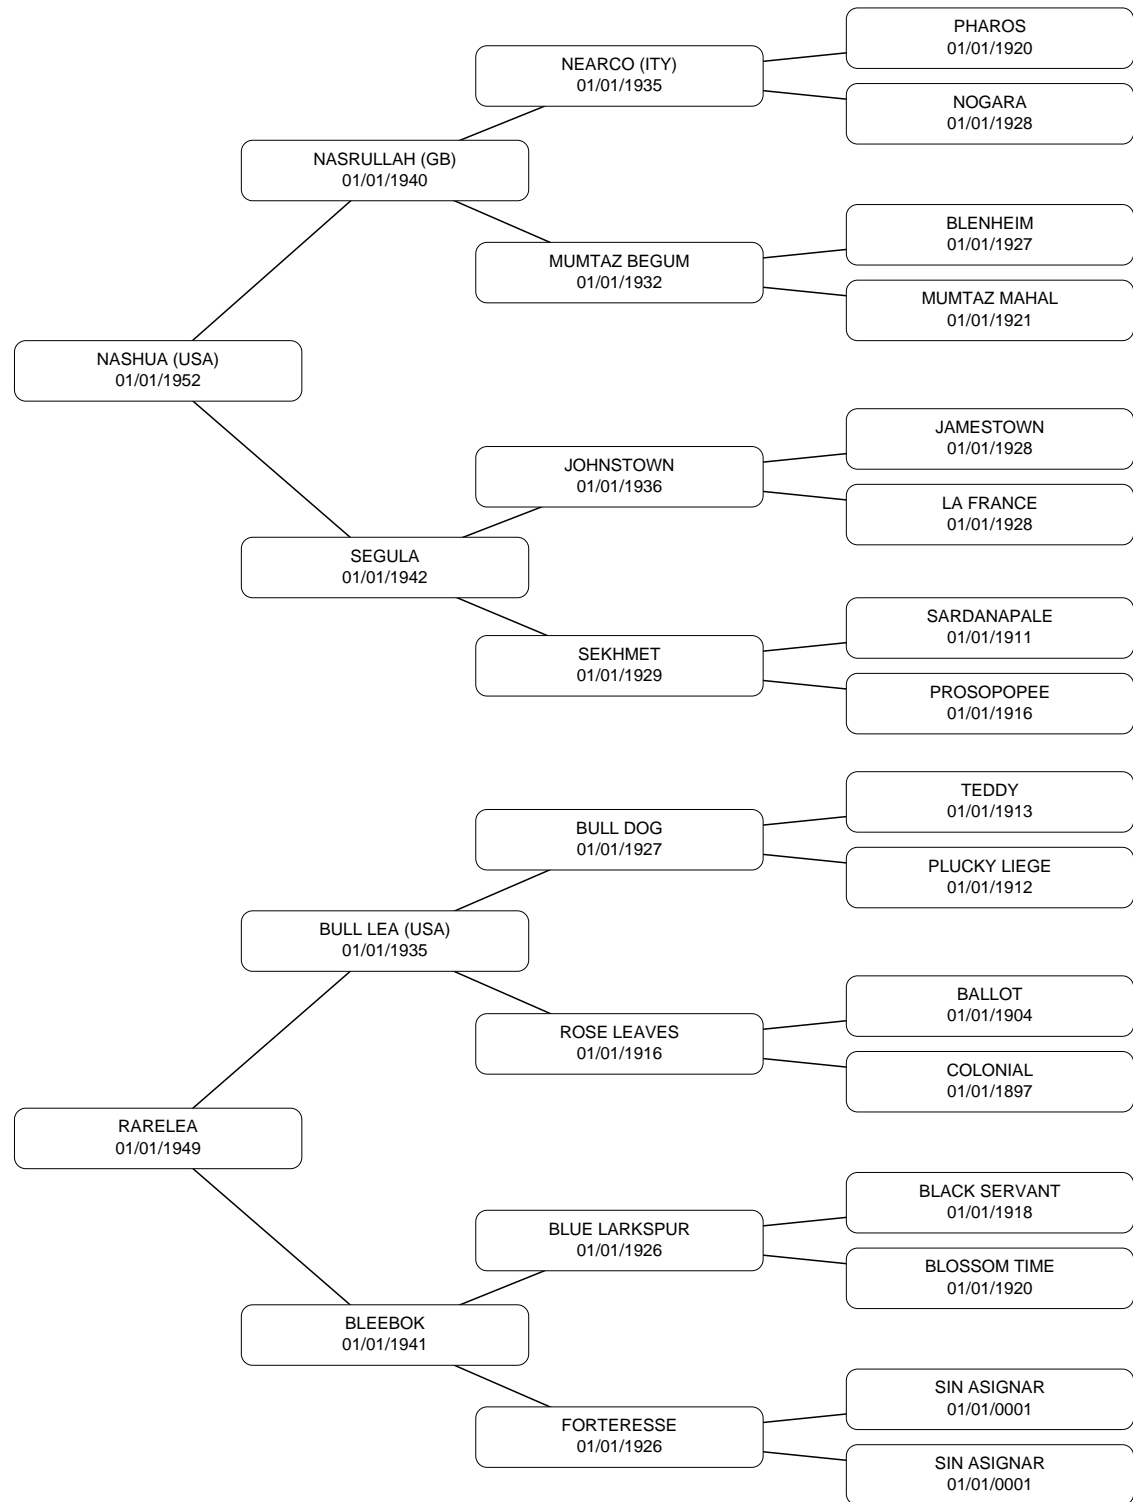 PHAROS
01/01/1920
NEARCO (ITY)
01/01/1935
NOGARA
01/01/1928
NASRULLAH (GB)
01/01/1940
BLENHEIM
01/01/1927
MUMTAZ BEGUM
01/01/1932
MUMTAZ MAHAL
01/01/1921
NASHUA (USA)
01/01/1952
JAMESTOWN
01/01/1928
JOHNSTOWN
01/01/1936
LA FRANCE
01/01/1928
SEGULA
01/01/1942
SARDANAPALE
01/01/1911
SEKHMET
01/01/1929
PROSOPOPEE
01/01/1916
TEDDY
01/01/1913
BULL DOG
01/01/1927
PLUCKY LIEGE
01/01/1912
BULL LEA (USA)
01/01/1935
BALLOT
01/01/1904
ROSE LEAVES
01/01/1916
COLONIAL
01/01/1897
RARELEA
01/01/1949
BLACK SERVANT
01/01/1918
BLUE LARKSPUR
01/01/1926
BLOSSOM TIME
01/01/1920
BLEEBOK
01/01/1941
SIN ASIGNAR
01/01/0001
FORTERESSE
01/01/1926
SIN ASIGNAR
01/01/0001